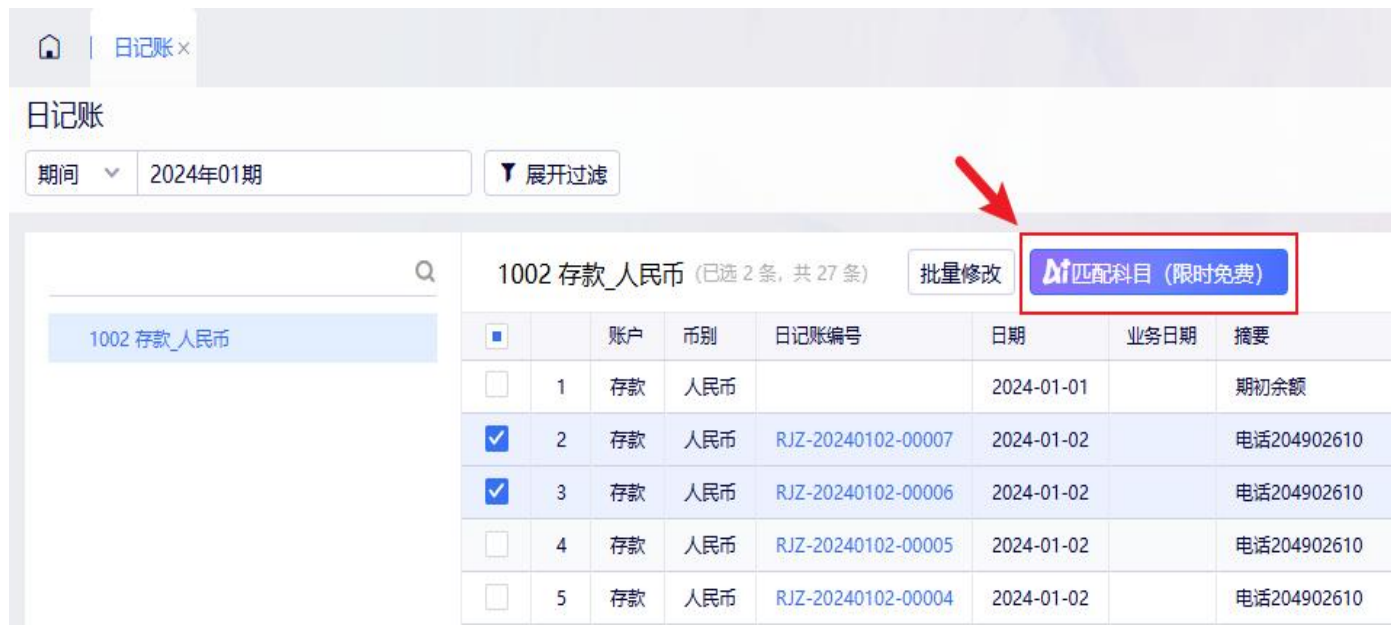 日记账×
日记账
期间 2024年01期 展开过滤
1002 存款_人民币 (已选 2 条, 共 27 条) 批量修改 Ai匹配科目（限时免费）
1002 存款_人民币
账户 币别 日记账编号 日期 业务日期 摘要
1 存款 人民币 2024-01-01 期初余额
2 存款 人民币 RJZ-20240102-00007 2024-01-02 电话204902610
3 存款 人民币 RJZ-20240102-00006 2024-01-02 电话204902610
4 存款 人民币 RJZ-20240102-00005 2024-01-02 电话204902610
5 存款 人民币 RJZ-20240102-00004 2024-01-02 电话204902610